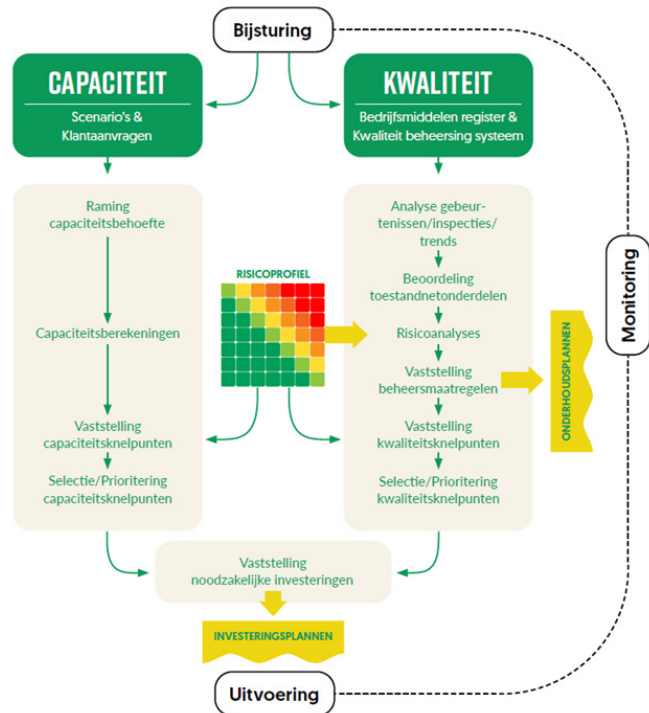 Bijsturing
CAPACITEIT
Scenario's &
Klantaanvragen
KWALITEIT
Bedrijfsmiddelen register &
Kwaliteit beheersing systeem
Raming
capaciteitsbehoefte
Capaciteitsberekeningen
Vaststelling
capaciteitsknelpunten
Selectie/Prioritering
capaciteitsknelpunten
RISICOPROFIEL
Analyse gebeur-
tenissen/inspecties/
trends
Beoordeling
toestandnetonderdelen
Risicoanalyses
Vaststelling
beheersmaatregelen
Vaststelling
kwaliteitsknelpunten
Selectie/Prioritering
kwaliteitsknelpunten
ONDERHOUDSPLANNEN
Monitoring
Vaststelling
noodzakelijke investeringen
INVESTERINGSPLANNEN
Uitvoering